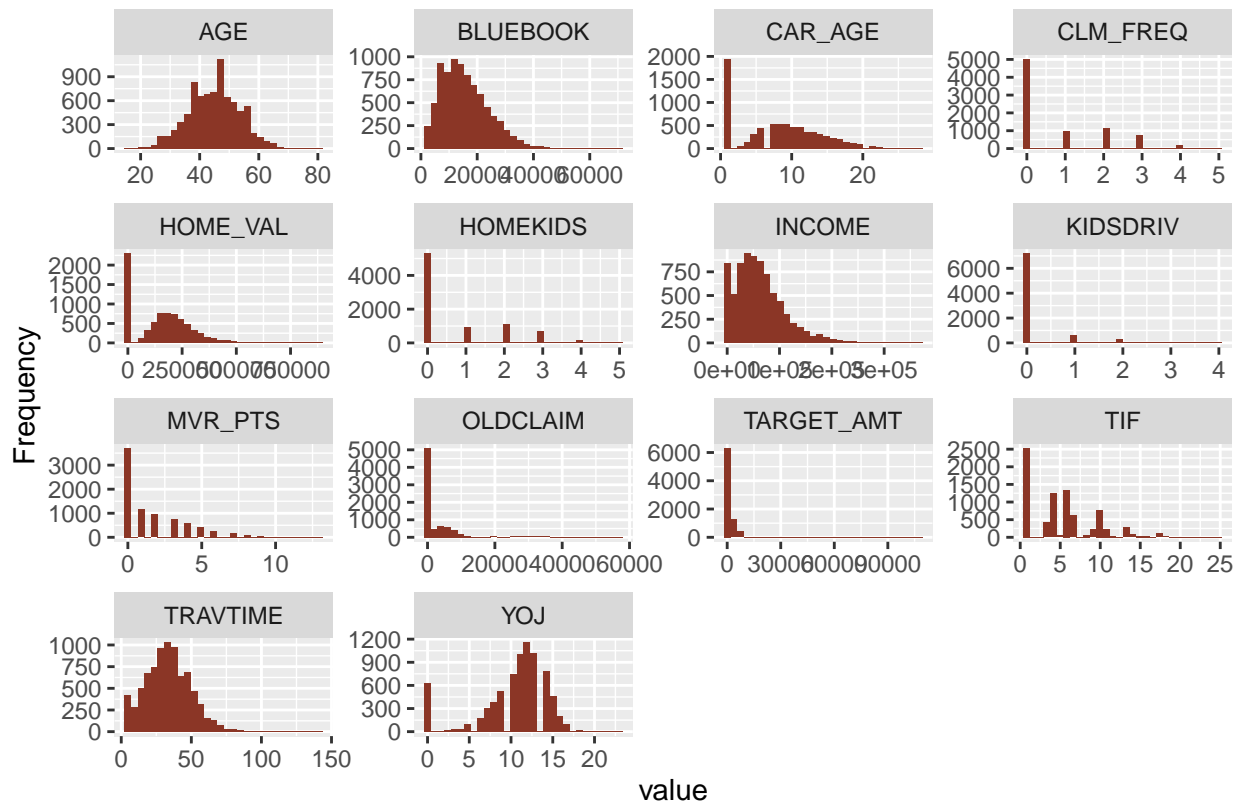 AGE
BLUEBOOK
CAR_AGE
CLM_FREQ
900
600
300
0
20 40 60 80
1000
750
500
250
0
0 20000 40000 60000
2000
1500
1000
500
0
0 10 20
5000
4000
3000
2000
1000
0
0 1 2 3 4 5
HOME_VAL
HOMEKIDS
INCOME
KIDSDRIV
2000
1500
1000
500
0
0 250000 500000 750000
4000
2000
0
0 1 2 3 4 5
750
500
250
0
0e+00 1e+05 2e+05 3e+05
6000
4000
2000
0
0 1 2 3 4
MVR_PTS
OLDCLAIM
TARGET_AMT
TIF
3000
2000
1000
0
0 5 10
5000
4000
3000
2000
1000
0
0 20000 40000 60000
6000
4000
2000
0
0 30000 60000 90000
2500
2000
1500
1000
500
0
0 5 10 15 20 25
TRAVTIME
YOJ
1000
750
500
250
0
0 50 100 150
1200
900
600
300
0
0 5 10 15 20
Frequency
value